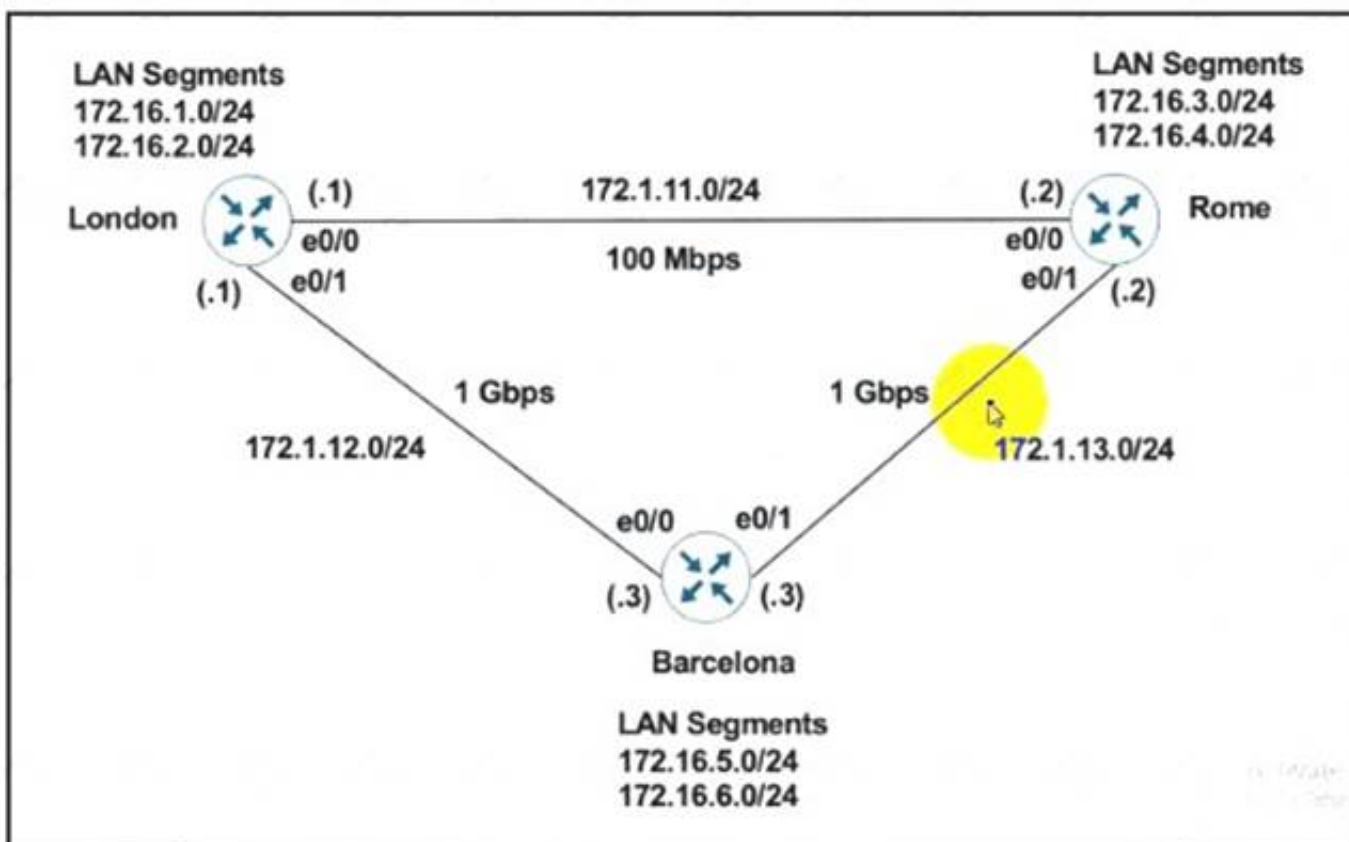 LAN Segments
172.16.1.0/24
172.16.2.0/24
LAN Segments
172.16.3.0/24
172.16.4.0/24
London
(.1)
172.1.11.0/24
(.2)
Rome
e0/0
100 Mbps
e0/0
(.1)
e0/1
e0/1
(.2)
1 Gbps
1 Gbps
172.1.12.0/24
172.1.13.0/24
e0/0
e0/1
(.3)
(.3)
Barcelona
LAN Segments
172.16.5.0/24
172.16.6.0/24